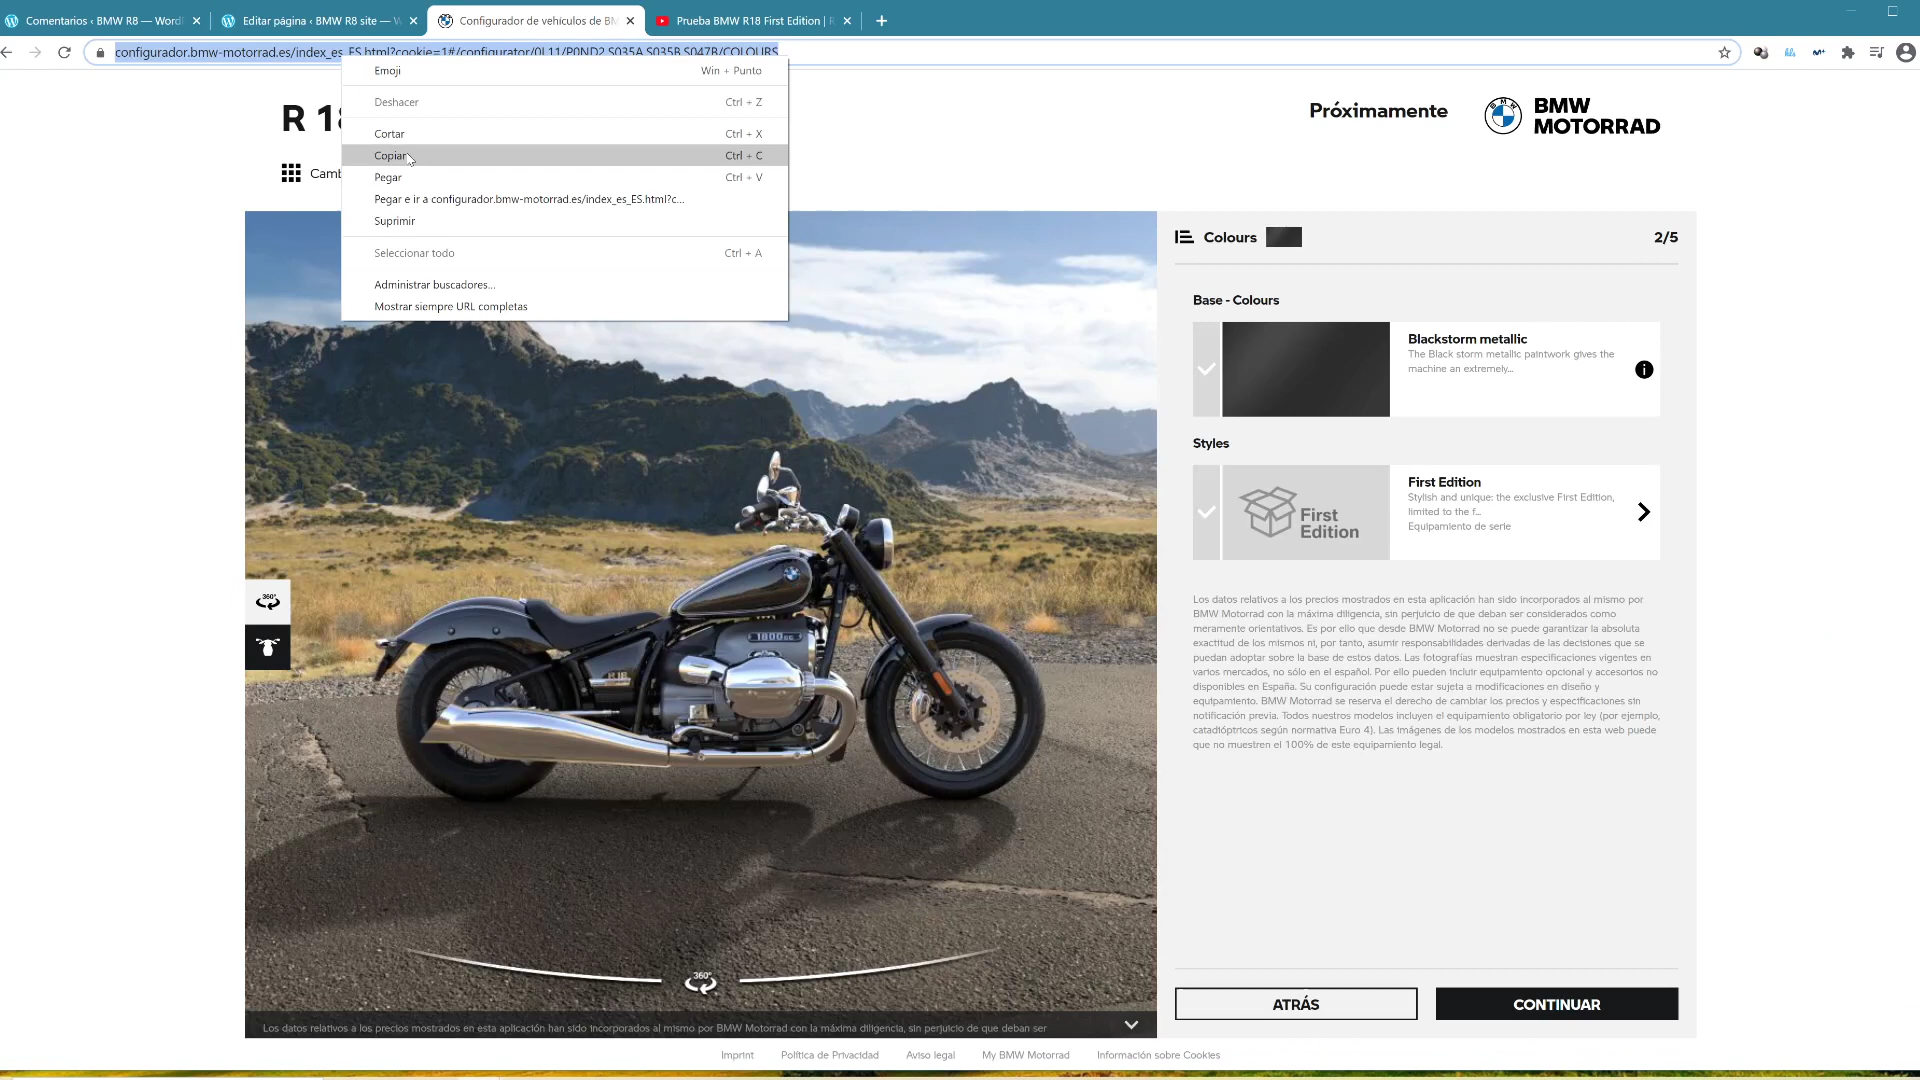 Comentarios ‹ BMW R8 — WordP
Editar página ‹ BMW R8 site — W
Configurador de vehículos de BM
Prueba BMW R18 First Edition |
configurador.bmw-motorrad.es/index_es_ES.html?cookie=1#/configurator/0L11/P0ND2,S035A,S035B,S047B/COLOURS
Emoji Win + Punto
Deshacer Ctrl + Z
Cortar Ctrl + X
Copiar Ctrl + C
Pegar Ctrl + V
Pegar e ir a configurador.bmw-motorrad.es/index_es_ES.html?c...
Suprimir
Seleccionar todo Ctrl + A
Administrar buscadores...
Mostrar siempre URL completas
R 18
Camb
Próximamente
BMW
BMW
MOTORRAD
Colours
2/5
Base - Colours
Blackstorm metallic
The Black storm metallic paintwork gives the
machine an extremely...
Styles
First
Edition
First Edition
Stylish and unique: the exclusive First Edition,
limited to the f...
Equipamiento de serie
Los datos relativos a los precios mostrados en esta aplicación han sido incorporados al mismo por
BMW Motorrad con la máxima diligencia, sin perjuicio de que deban ser considerados como
meramente orientativos. Es por ello que desde BMW Motorrad no se puede garantizar la absoluta
exactitud de los mismos ni, por tanto, asumir responsabilidades derivadas de las decisiones que se
puedan adoptar sobre la base de estos datos. Las fotografías muestran especificaciones vigentes en
varios mercados, no sólo en el español. Por ello pueden incluir equipamiento opcional y accesorios no
disponibles en España. Su configuración puede estar sujeta a modificaciones en diseño y
equipamiento. BMW Motorrad se reserva el derecho de cambiar los precios y especificaciones sin
notificación previa. Todos nuestros modelos incluyen el equipamiento obligatorio por ley (por ejemplo,
catadióptricos según normativa Euro 4). Las imágenes de los modelos mostrados en esta web puede
que no muestren el 100% de este equipamiento legal.
360°
1800cc
R18
360°
Los datos relativos a los precios mostrados en esta aplicación han sido incorporados al mismo por BMW Motorrad con la máxima diligencia, sin perjuicio de que deban ser
ATRÁS
CONTINUAR
Imprint
Política de Privacidad
Aviso legal
My BMW Motorrad
Información sobre Cookies